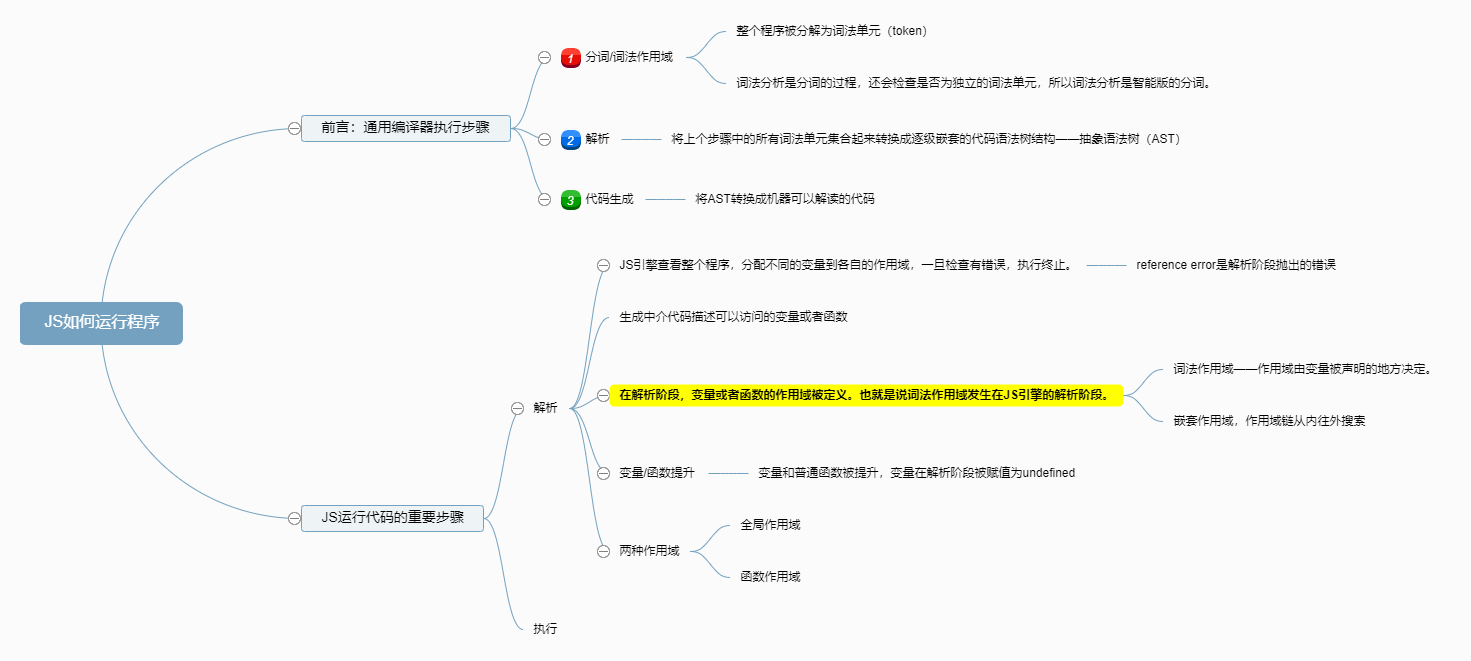 JS如何运行程序
前言：通用编译器执行步骤
1 分词/词法作用域
整个程序被分解为词法单元（token）
词法分析是分词的过程，还会检查是否为独立的词法单元，所以词法分析是智能版的分词。
2 解析
将上个步骤中的所有词法单元集合起来转换成逐级嵌套的代码语法树结构——抽象语法树（AST）
3 代码生成
将AST转换成机器可以解读的代码
JS运行代码的重要步骤
解析
JS引擎查看整个程序，分配不同的变量到各自的作用域，一旦检查有错误，执行终止。
reference error是解析阶段抛出的错误
生成中介代码描述可以访问的变量或者函数
在解析阶段，变量或者函数的作用域被定义。也就是说词法作用域发生在JS引擎的解析阶段。
词法作用域——作用域由变量被声明的地方决定。
嵌套作用域，作用域链从内往外搜索
变量/函数提升
变量和普通函数被提升，变量在解析阶段被赋值为undefined
两种作用域
全局作用域
函数作用域
执行